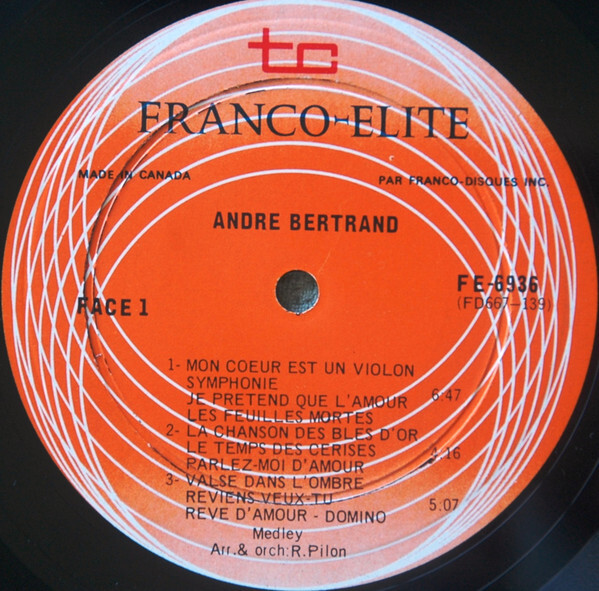 tc
FRANCO-ELITE
MADE IN CANADA
PAR FRANCO-DISQUES INC.
ANDRE BERTRAND
FACE 1
FE-6936
(FD667-139)
1- MON COEUR EST UN VIOLON
SYMPHONIE
JE PRETEND QUE L'AMOUR 6:47
LES FEUILLES MORTES
2- LA CHANSON DES BLES D'OR
LE TEMPS DES CERISES 4.16
PARLEZ-MOI D'AMOUR
3- VALSE DANS L'OMBRE
REVIENS VEUX-TU 5:07
REVE D'AMOUR - DOMINO
Medley
Arr.& orch:R.Pilon